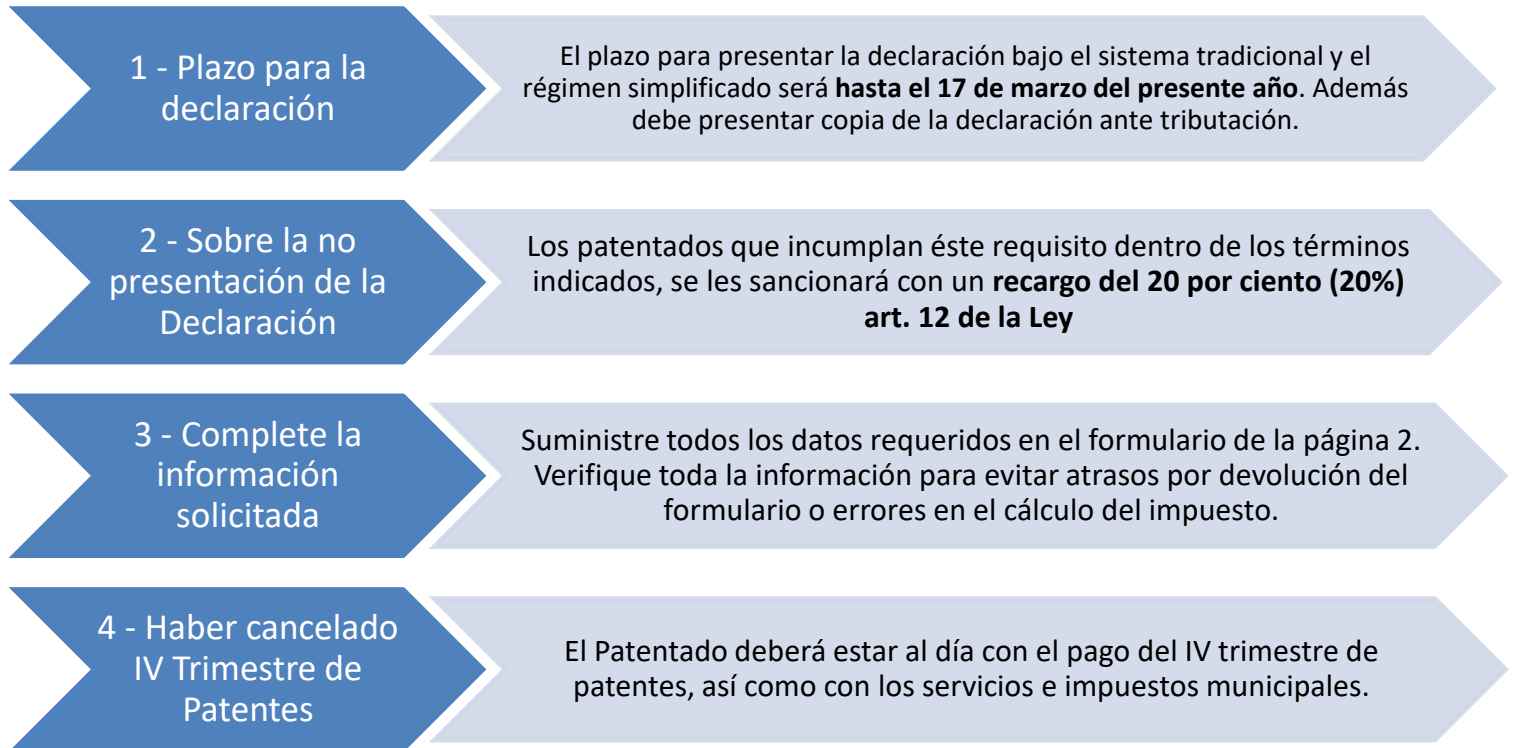 1 - Plazo para la
declaración
El plazo para presentar la declaración bajo el sistema tradicional y el
régimen simplificado será hasta el 17 de marzo del presente año. Además
debe presentar copia de la declaración ante tributación.
2 - Sobre la no
presentación de la
Declaración
Los patentados que incumplan éste requisito dentro de los términos
indicados, se les sancionará con un recargo del 20 por ciento (20%)
art. 12 de la Ley
3 - Complete la
información
solicitada
Suministre todos los datos requeridos en el formulario de la página 2.
Verifique toda la información para evitar atrasos por devolución del
formulario o errores en el cálculo del impuesto.
4 - Haber cancelado
IV Trimestre de
Patentes
El Patentado deberá estar al día con el pago del IV trimestre de
patentes, así como con los servicios e impuestos municipales.